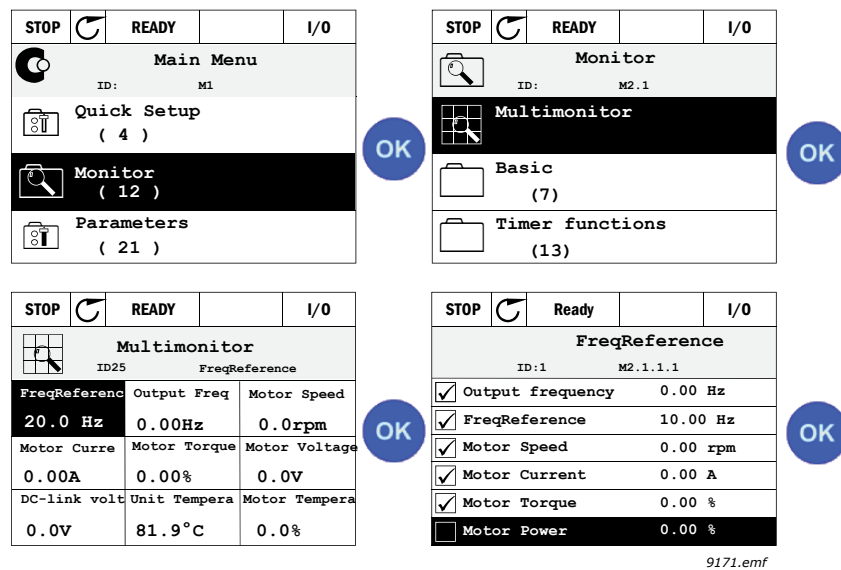 STOP READY I/0
Main Menu
ID: M1
Quick Setup
( 4 )
Monitor
( 12 )
Parameters
( 21 )
OK
STOP READY I/0
Monitor
ID: M2.1
Multimonitor
Basic
(7)
Timer functions
(13)
OK
STOP READY I/0
Multimonitor
ID25 FreqReference
FreqReferenc Output Freq Motor Speed
20.0 Hz 0.00Hz 0.0rpm
Motor Curre Motor Torque Motor Voltage
0.00A 0.00% 0.0V
DC-link volt Unit Tempera Motor Tempera
0.0V 81.9°C 0.0%
OK
STOP Ready I/0
FreqReference
ID:1 M2.1.1.1
Output frequency 0.00 Hz
FreqReference 10.00 Hz
Motor Speed 0.00 rpm
Motor Current 0.00 A
Motor Torque 0.00 %
Motor Power 0.00 %
OK
9171.emf